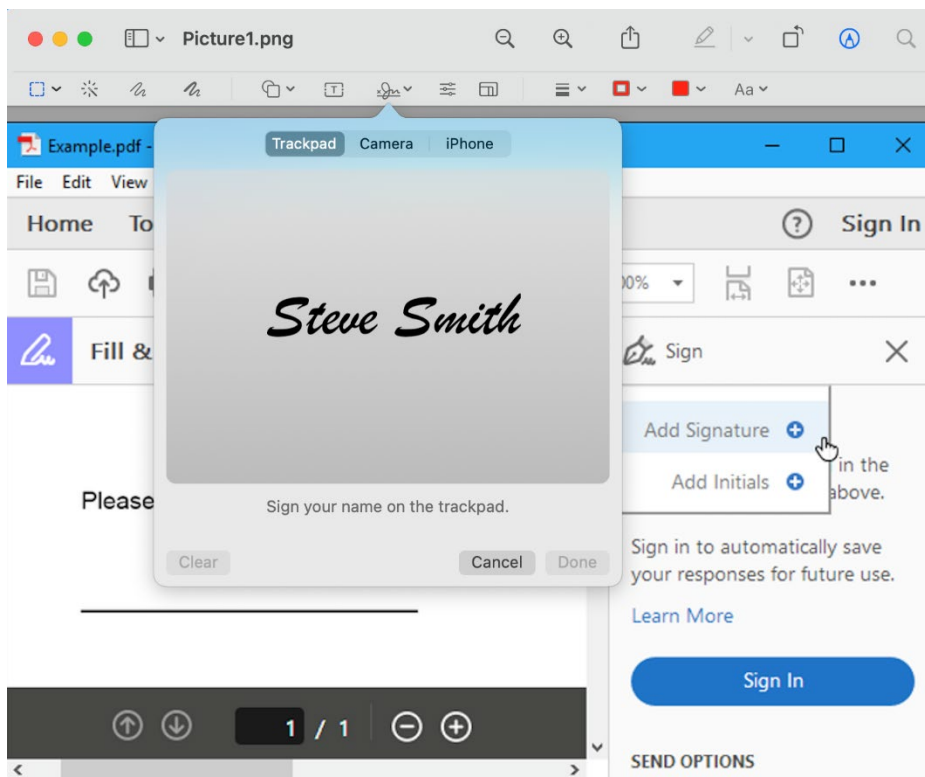 Picture1.png
Aa
Example.pdf -
Trackpad Camera iPhone
File Edit View
Home To
Sign In
Steve Smith
Fill &
Sign
Add Signature
Add Initials
in the
above.
Please
Sign your name on the trackpad.
Clear Cancel Done
Sign in to automatically save
your responses for future use.
Learn More
Sign In
1 / 1
SEND OPTIONS